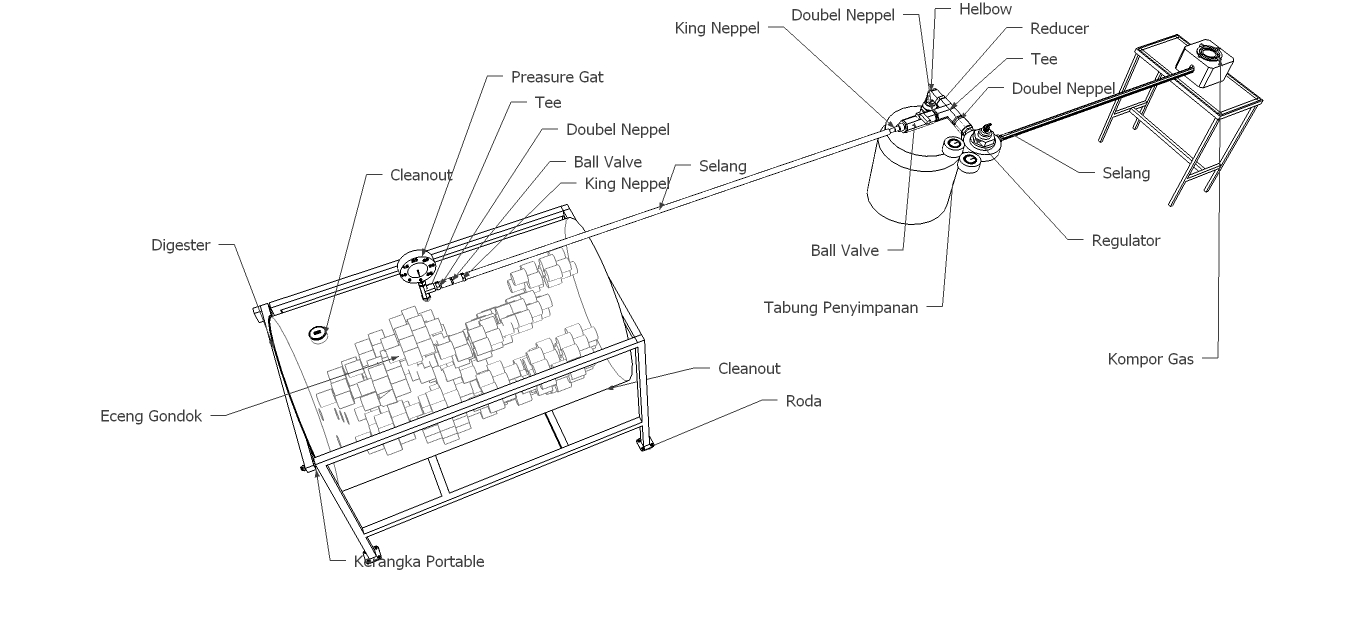 Helbow
Doubel Neppel
King Neppel
Reducer
Tee
Preasure Gat
Doubel Neppel
Tee
Doubel Neppel
Ball Valve
Selang
Cleanout
Selang
King Neppel
Digester
Regulator
Ball Valve
Tabung Penyimpanan
Kompor Gas
Cleanout
Roda
Eceng Gondok
Kerangka Portable